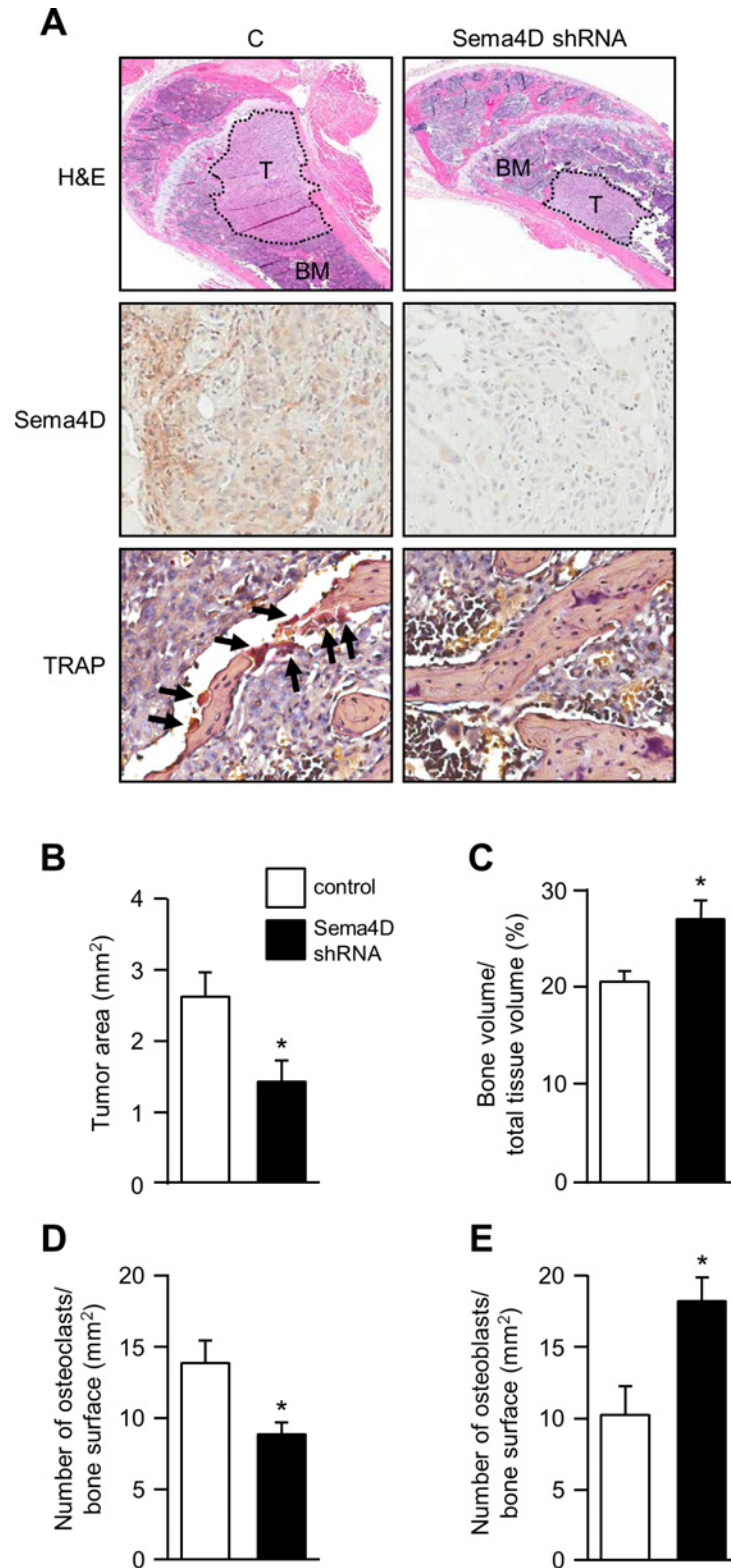 A
C
Sema4D shRNA
H&E
T
BM
BM
T
Sema4D
TRAP
B
control
Sema4D
shRNA
Tumor area (mm²)
4
3
2
1
0
*
C
Bone volume/
total tissue volume (%)
30
20
10
0
*
D
Number of osteoclasts/
bone surface (mm²)
20
15
10
5
0
*
E
Number of osteoblasts/
bone surface (mm²)
20
15
10
5
0
*